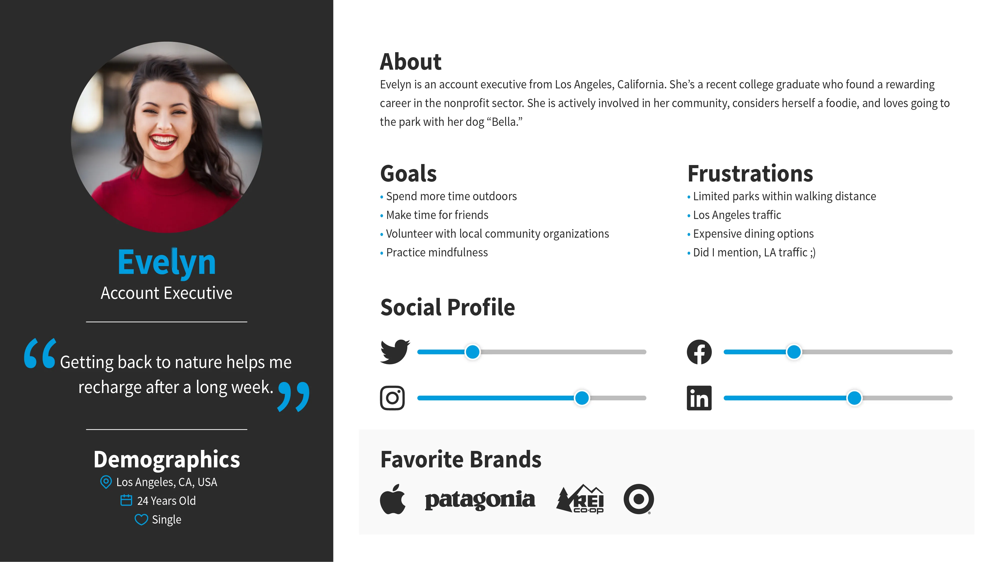 Evelyn
Account Executive
“Getting back to nature helps me
recharge after a long week.”
Demographics
Los Angeles, CA, USA
24 Years Old
Single
About
Evelyn is an account executive from Los Angeles, California. She’s a recent college graduate who found a rewarding
career in the nonprofit sector. She is actively involved in her community, considers herself a foodie, and loves going to
the park with her dog “Bella.”
Goals
• Spend more time outdoors
• Make time for friends
• Volunteer with local community organizations
• Practice mindfulness
Frustrations
• Limited parks within walking distance
• Los Angeles traffic
• Expensive dining options
• Did I mention, LA traffic ;)
Social Profile
in
Favorite Brands
patagonia
REI
CO·OP
®